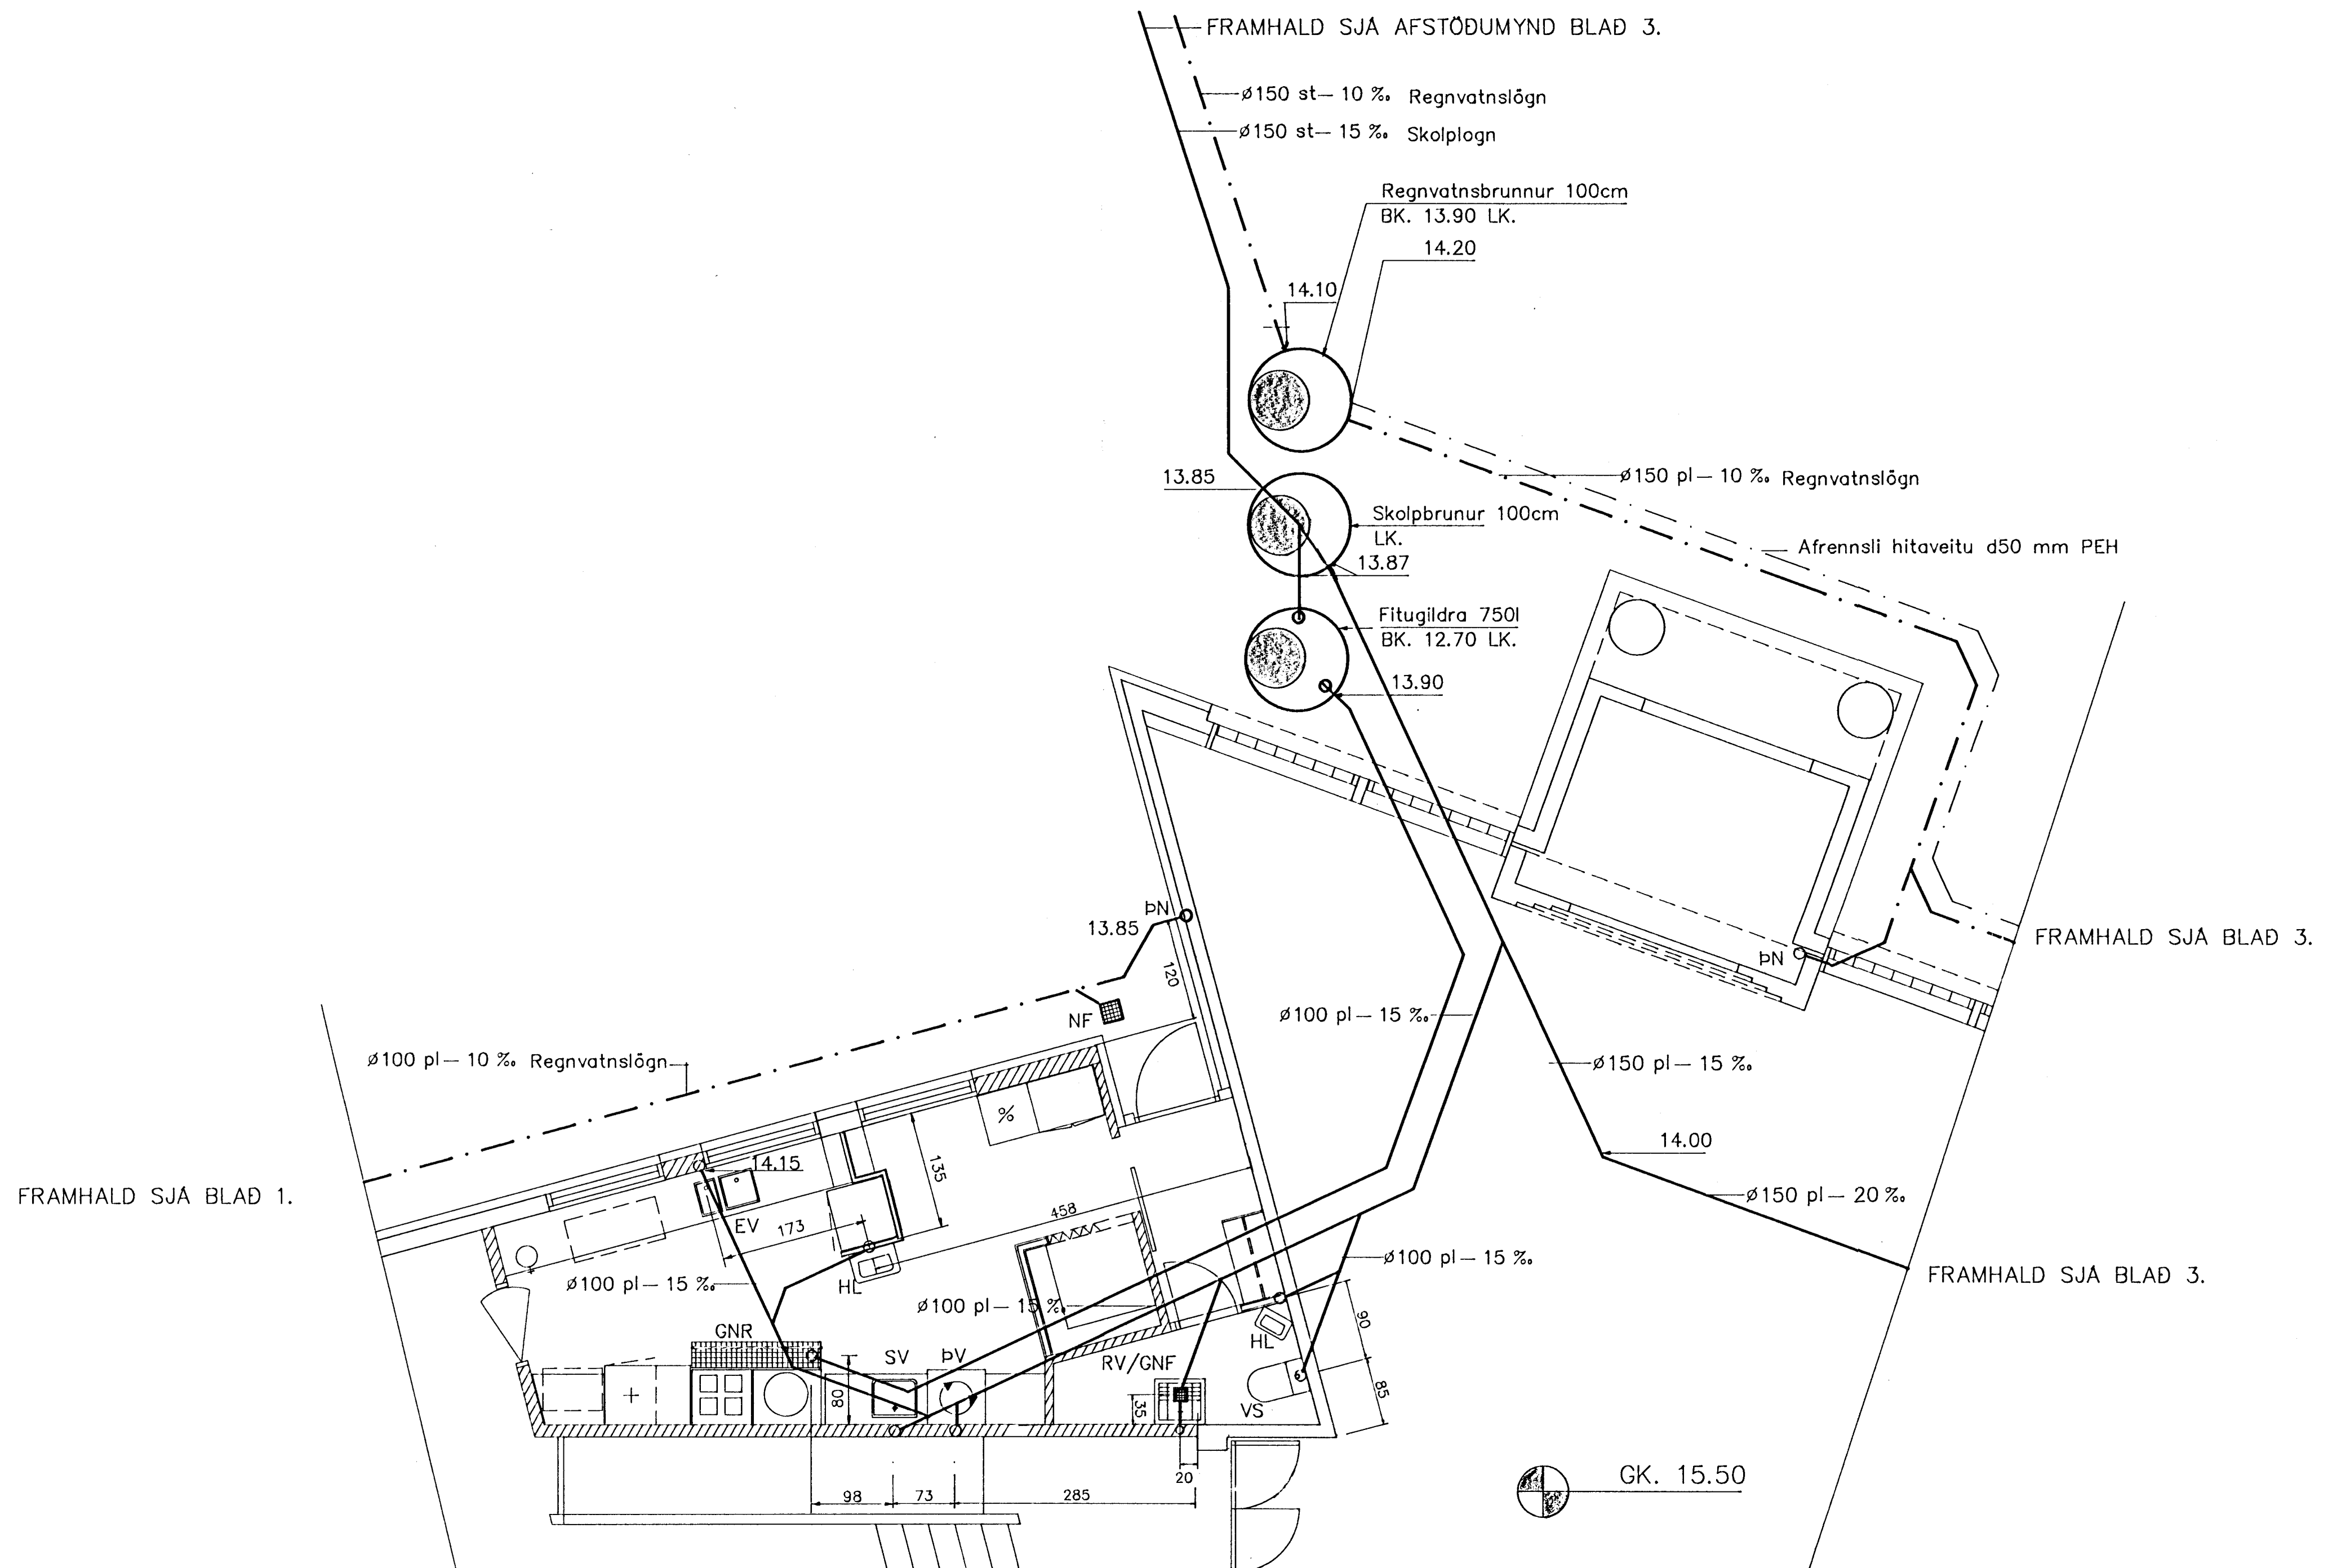 FRAMHALD SJÁ AFSTÖÐUMYND BLAÐ 3.
Ø150 st— 10 ‰ Regnvatnslögn
Ø150 st— 15 ‰ Skolplogn
Regnvatnsbrunnur 100cm
BK. 13.90 LK.
14.20
14.10
13.85
Ø150 pl— 10 ‰ Regnvatnslögn
Skolpbrunur 100cm
LK.
13.87
Afrennsli hitaveitu d50 mm PEH
Fitugildra 750l
BK. 12.70 LK.
13.90
ÞN
13.85
120
NF
FRAMHALD SJÁ BLAÐ 3.
ÞN
Ø100 pl— 15 ‰
Ø100 pl— 10 ‰ Regnvatnslögn
Ø150 pl— 15 ‰
%
135
14.00
14.15
FRAMHALD SJÁ BLAÐ 1.
Ø150 pl— 20 ‰
EV
173
458
HL
Ø100 pl— 15 ‰
Ø100 pl— 15 ‰
FRAMHALD SJÁ BLAÐ 3.
Ø100 pl— 15 ‰
GNR
SV
ÞV
RV/GNF
HL
90
80
35
VS
85
20
98
73
285
GK. 15.50